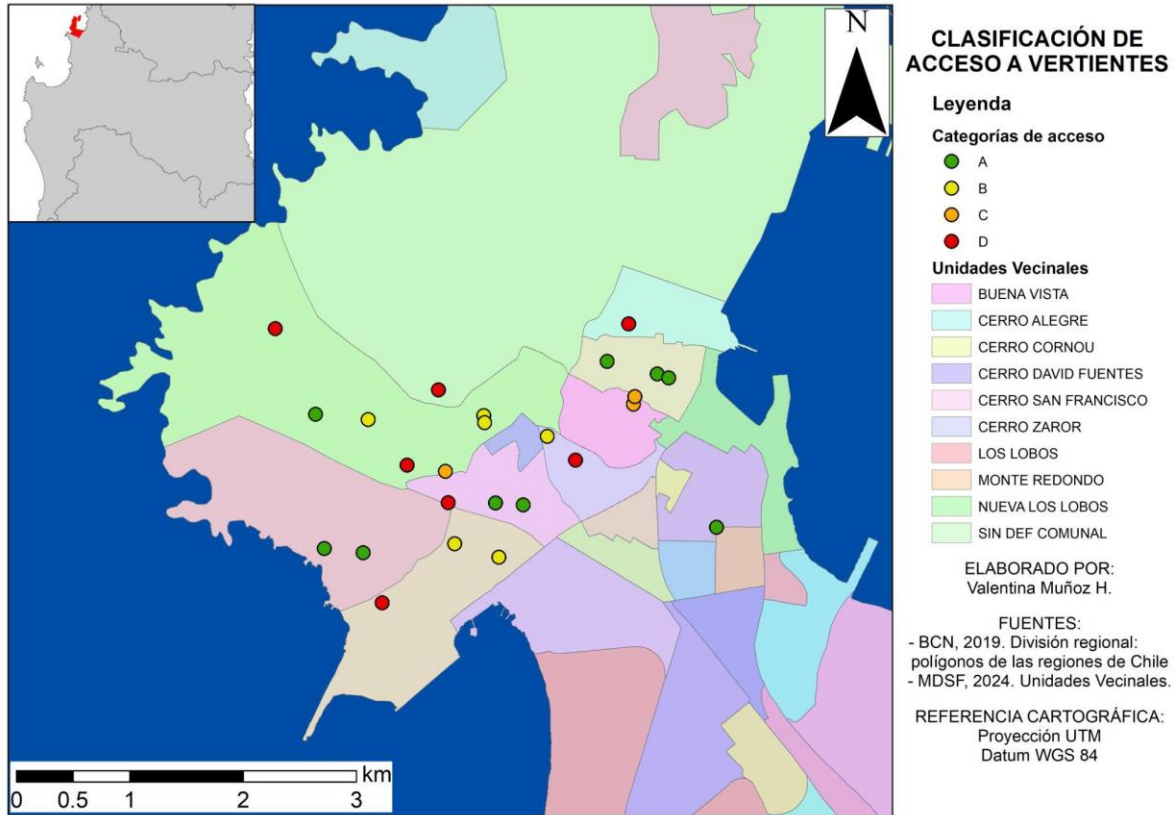 N
km
0 0.5 1 2 3
CLASIFICACIÓN DE
ACCESO A VERTIENTES
Leyenda
Categorías de acceso
A
B
C
D
Unidades Vecinales
BUENA VISTA
CERRO ALEGRE
CERRO CORNOU
CERRO DAVID FUENTES
CERRO SAN FRANCISCO
CERRO ZAROR
LOS LOBOS
MONTE REDONDO
NUEVA LOS LOBOS
SIN DEF COMUNAL
ELABORADO POR:
Valentina Muñoz H.
FUENTES:
- BCN, 2019. División regional:
polígonos de las regiones de Chile
- MDSF, 2024. Unidades Vecinales.
REFERENCIA CARTOGRÁFICA:
Proyección UTM
Datum WGS 84